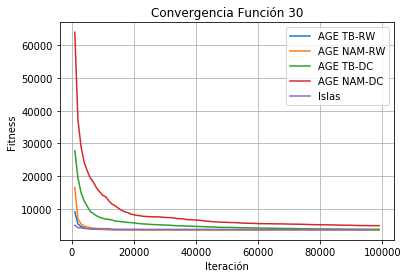 Convergencia Función 30
Fitness
60000
50000
40000
30000
20000
10000
AGE TB-RW
AGE NAM-RW
AGE TB-DC
AGE NAM-DC
Islas
0 20000 40000 60000 80000 100000
Iteración